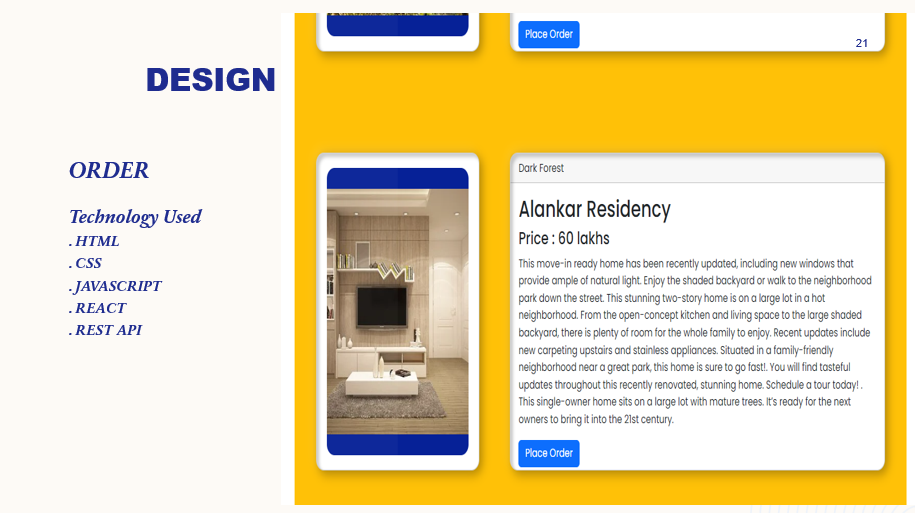 DESIGN
ORDER
Technology Used
. HTML
. CSS
. JAVASCRIPT
. REACT
. REST API
Place Order
21
Dark Forest
Alankar Residency
Price : 60 lakhs
This move-in ready home has been recently updated, including new windows that
provide ample of natural light. Enjoy the shaded backyard or walk to the neighborhood
park down the street. This stunning two-story home is on a large lot in a hot
neighborhood. From the open-concept kitchen and living space to the large shaded
backyard, there is plenty of room for the whole family to enjoy. Recent updates include
new carpeting upstairs and stainless appliances. Situated in a family-friendly
neighborhood near a great park, this home is sure to go fast!. You will find tasteful
updates throughout this recently renovated, stunning home. Schedule a tour today! .
This single-owner home sits on a large lot with mature trees. It's ready for the next
owners to bring it into the 21st century.
Place Order